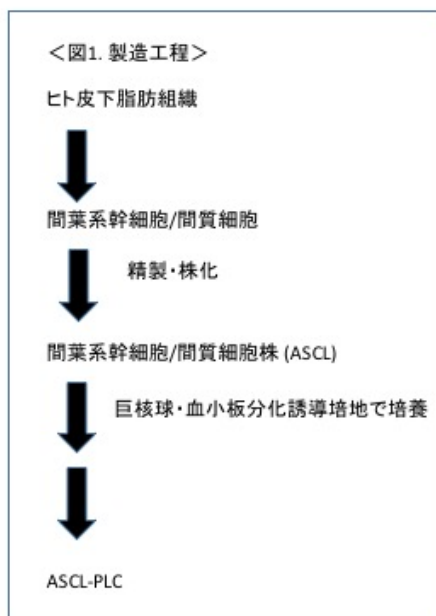 ＜図1. 製造工程＞
ヒト皮下脂肪組織
間葉系幹細胞/間質細胞
精製・株化
間葉系幹細胞/間質細胞株 (ASCL)
巨核球・血小板分化誘導培地で培養
ASCL-PLC